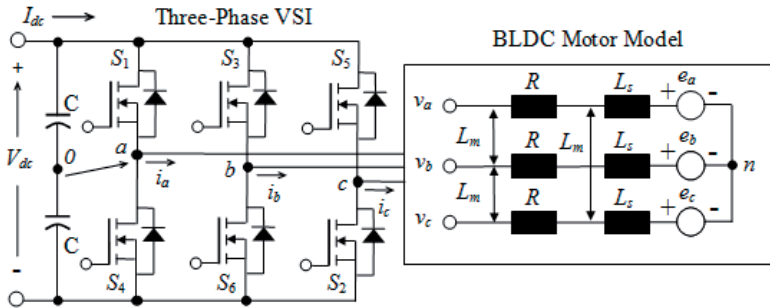 I_dc Three-Phase VSI
BLDC Motor Model
S_1 S_3 S_5
+ C
V_dc 0 a b c
i_a i_b i_c
C
- S_4 S_6 S_2
v_a R L_s + e_a -
L_m L_m
v_b R L_s + e_b - n
L_m
v_c R L_s + e_c -